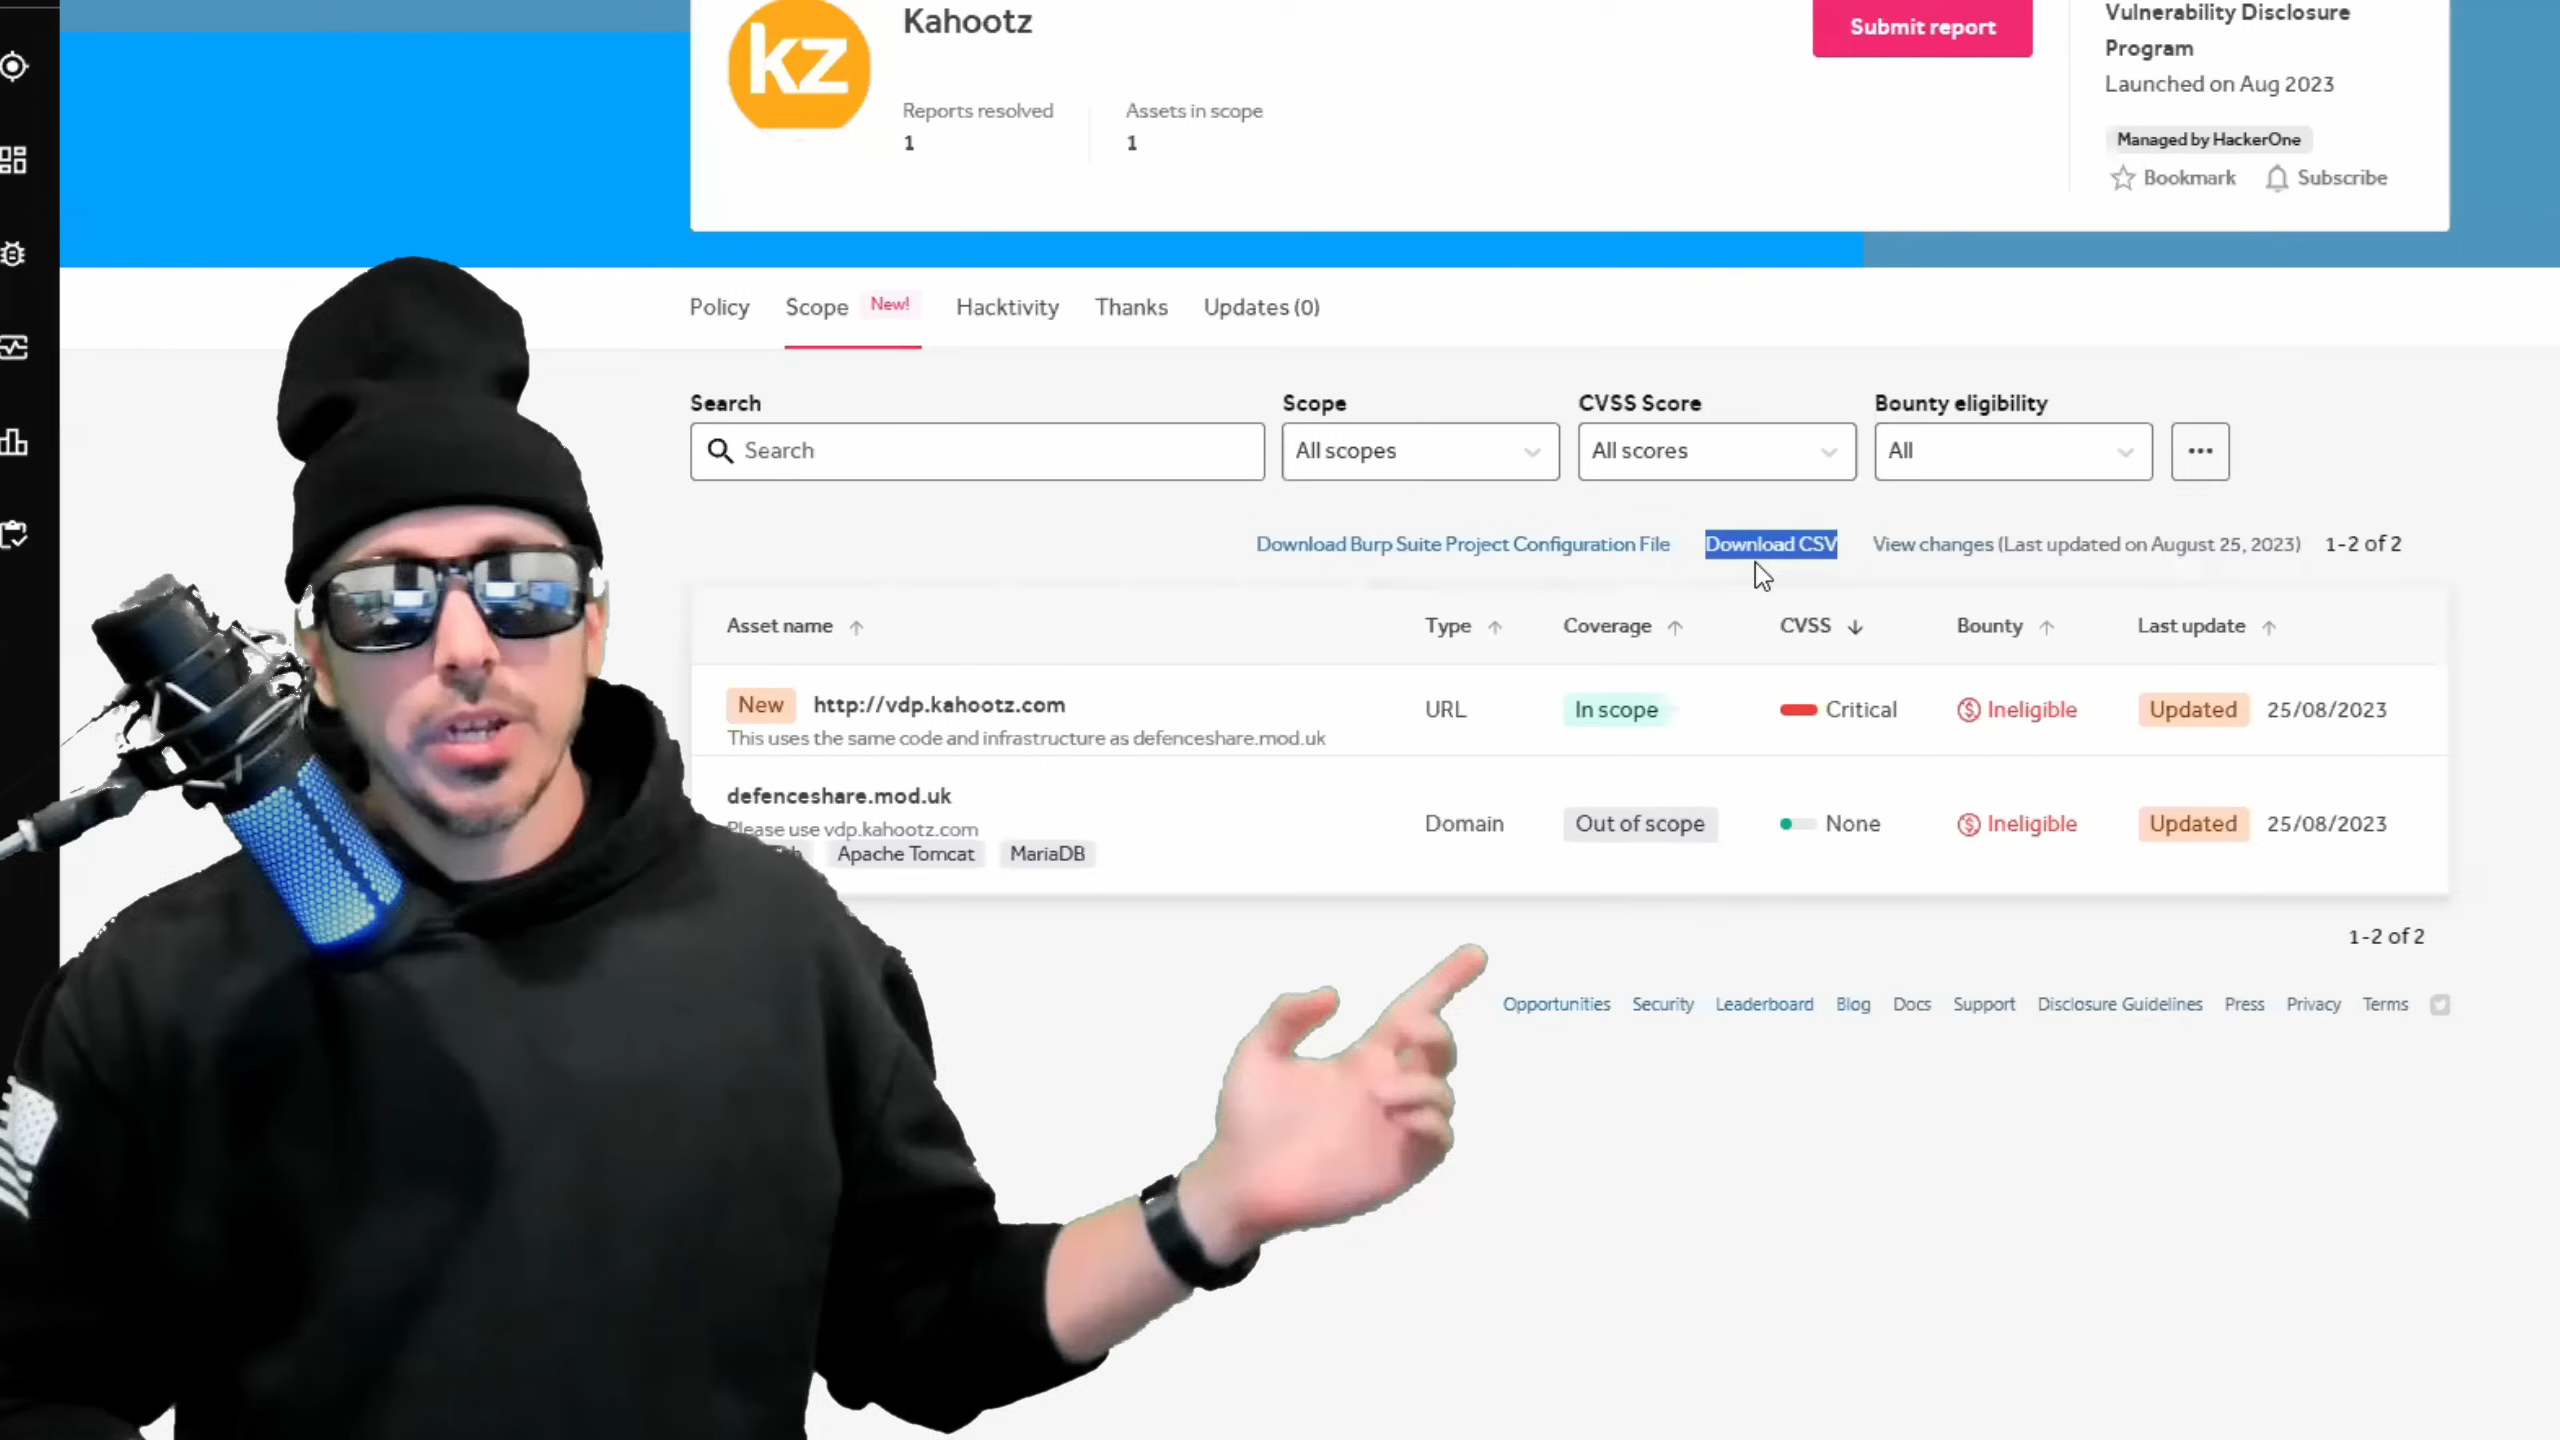 kz
Kahootz
Submit report
Vulnerability Disclosure
Program
Launched on Aug 2023
Reports resolved
1
Assets in scope
1
Managed by HackerOne
Bookmark
Subscribe
Policy
Scope
New!
Hacktivity
Thanks
Updates (0)
Search
Scope
CVSS Score
Bounty eligibility
Search
All scopes
All scores
All
Download Burp Suite Project Configuration File
Download CSV
View changes (Last updated on August 25, 2023)
1-2 of 2
Asset name
Type
Coverage
CVSS
Bounty
Last update
New
http://vdp.kahootz.com
This uses the same code and infrastructure as defenceshare.mod.uk
URL
In scope
Critical
Ineligible
Updated
25/08/2023
defenceshare.mod.uk
Please use vdp.kahootz.com
Apache Tomcat
MariaDB
Domain
Out of scope
None
Ineligible
Updated
25/08/2023
1-2 of 2
Opportunities
Security
Leaderboard
Blog
Docs
Support
Disclosure Guidelines
Press
Privacy
Terms